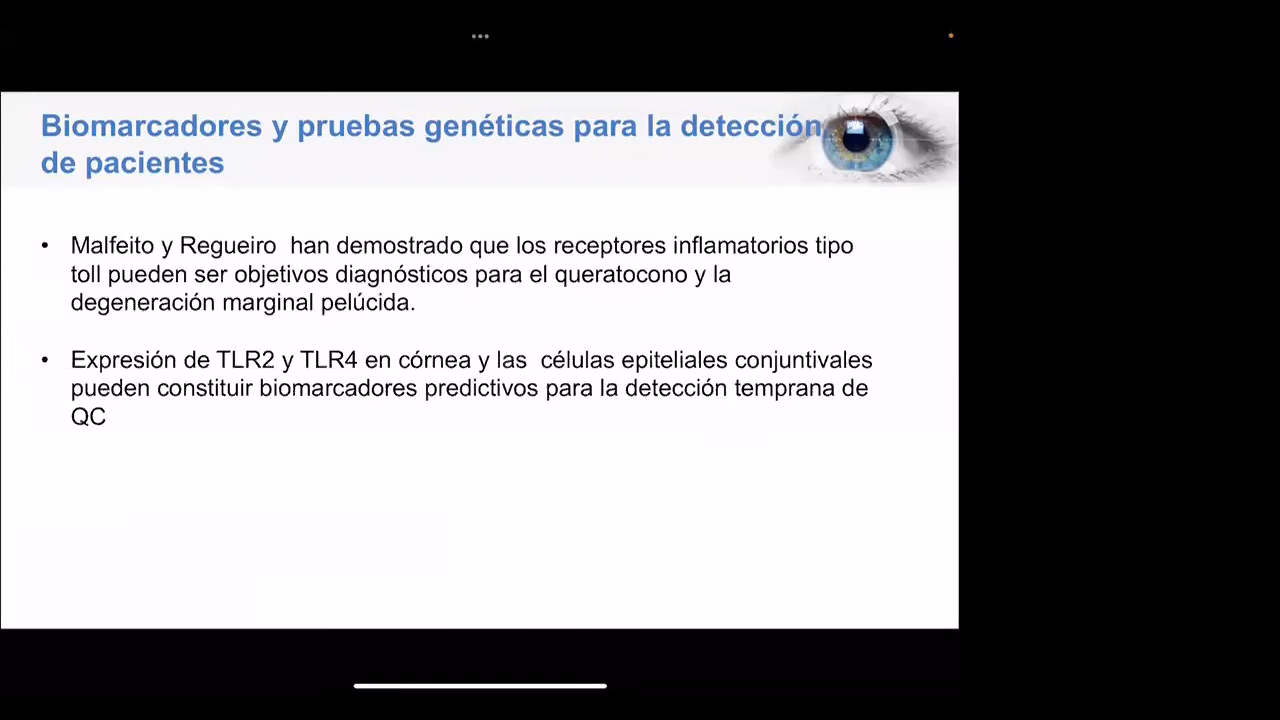 Biomarcadores y pruebas genéticas para la detección
de pacientes
• Malfeito y Regueiro  han demostrado que los receptores inflamatorios tipo
toll pueden ser objetivos diagnósticos para el queratocono y la
degeneración marginal pelúcida.
• Expresión de TLR2 y TLR4 en córnea y las  células epiteliales conjuntivales
pueden constituir biomarcadores predictivos para la detección temprana de
QC